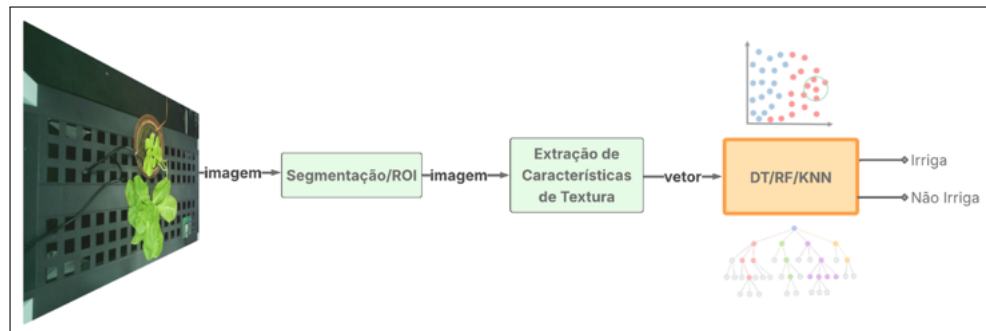 imagem
Segmentação/ROI
imagem
Extração de
Características
de Textura
vetor
DT/RF/KNN
Irriga
Não Irriga